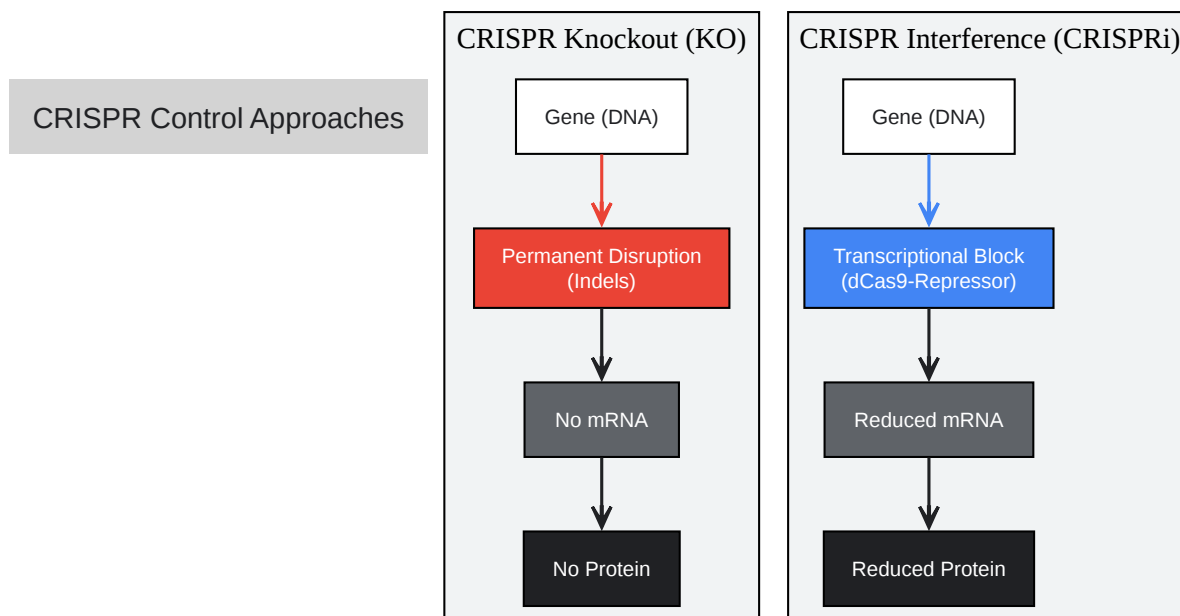 CRISPR Control Approaches
CRISPR Knockout (KO)
Gene (DNA)
Permanent Disruption
(Indels)
No mRNA
No Protein
CRISPR Interference (CRISPRi)
Gene (DNA)
Transcriptional Block
(dCas9-Repressor)
Reduced mRNA
Reduced Protein